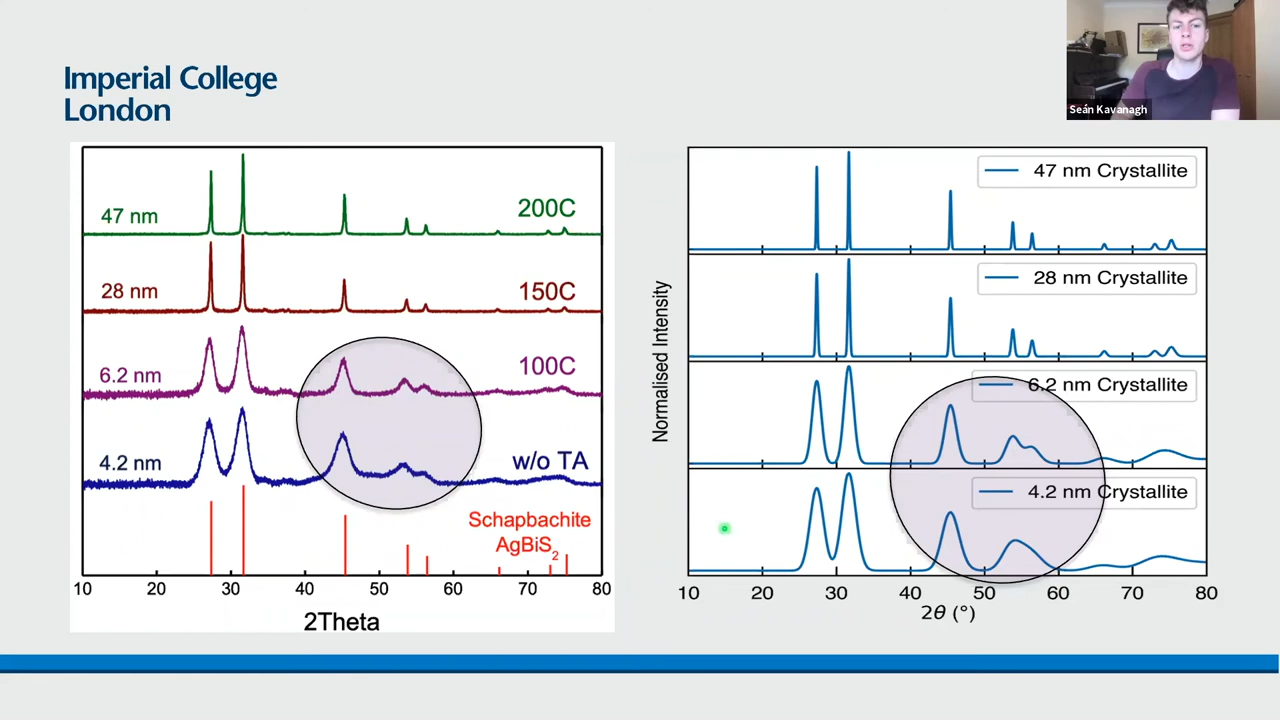 Imperial College
London
Seán Kavanagh
47 nm
200C
28 nm
150C
6.2 nm
100C
4.2 nm
w/o TA
Schapbachite
AgBiS2
10 20 30 40 50 60 70 80
2Theta
47 nm Crystallite
28 nm Crystallite
6.2 nm Crystallite
4.2 nm Crystallite
Normalised Intensity
10 20 30 40 50 60 70 80
2θ (°)